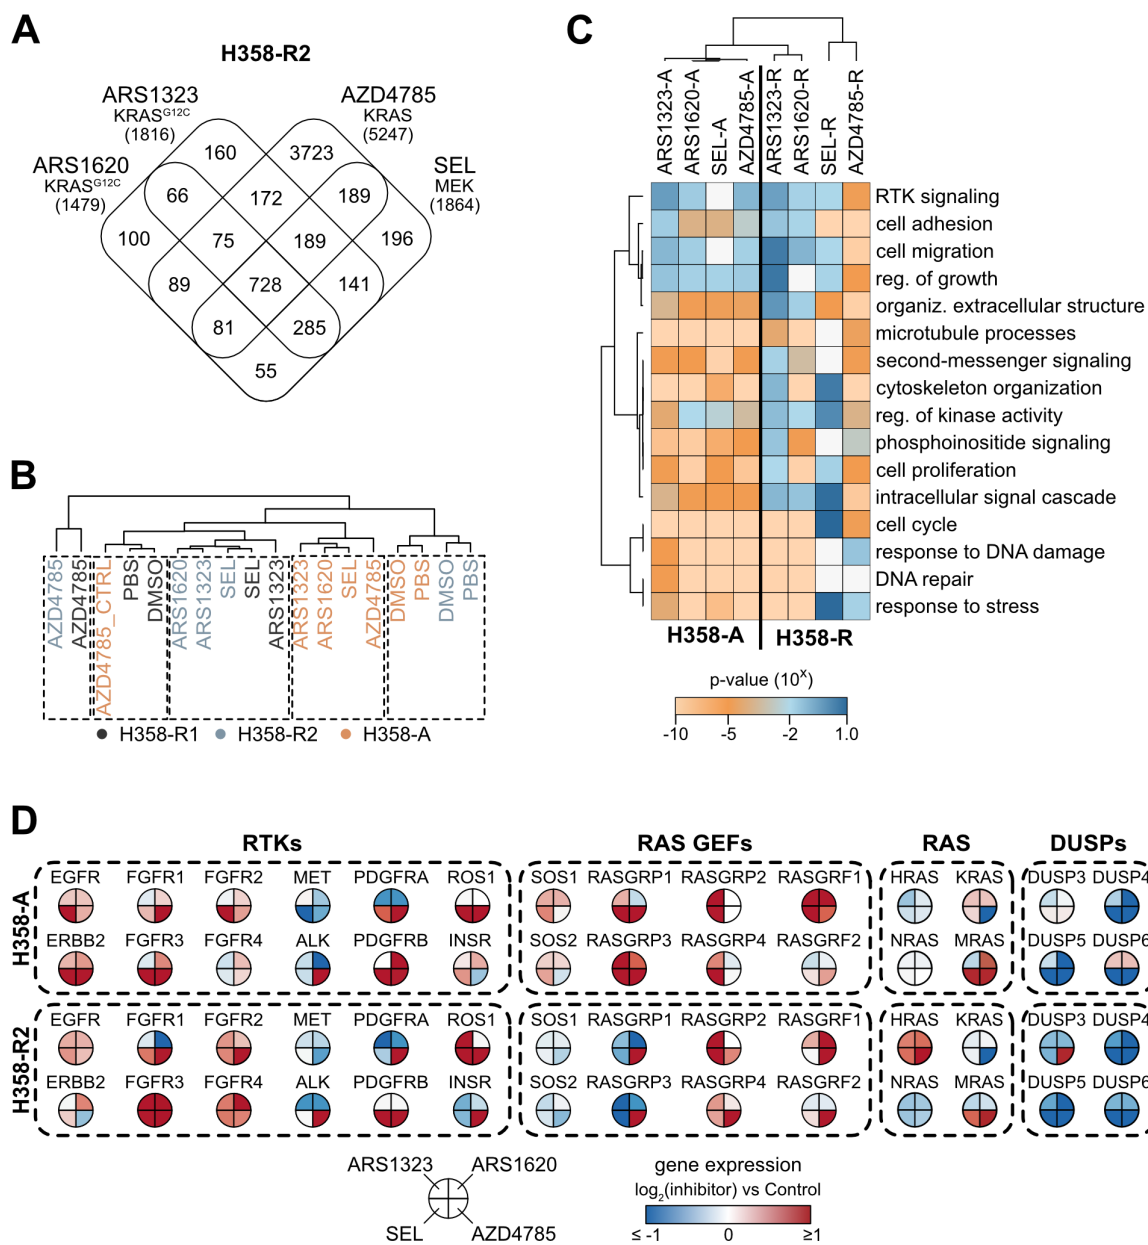 A
H358-R2
ARS1323
KRAS^G12C
(1816)
AZD4785
KRAS
(5247)
ARS1620
KRAS^G12C
(1479)
SEL
MEK
(1864)
160
3723
66
172
189
100
75
189
196
89
728
141
81
285
55
B
AZD4785
AZD4785
AZD4785_CTRL
PBS
DMSO
ARS1620
ARS1323
SEL
SEL
ARS1323
ARS1323
ARS1620
SEL
AZD4785
DMSO
PBS
DMSO
PBS
H358-R1
H358-R2
H358-A
C
ARS1323-A
ARS1620-A
SEL-A
AZD4785-A
ARS1323-R
ARS1620-R
SEL-R
AZD4785-R
RTK signaling
cell adhesion
cell migration
reg. of growth
organiz. extracellular structure
microtubule processes
second-messenger signaling
cytoskeleton organization
reg. of kinase activity
phosphoinositide signaling
cell proliferation
intracellular signal cascade
cell cycle
response to DNA damage
DNA repair
response to stress
H358-A H358-R
p-value (10^x)
-10 -5 -2 1.0
D
RTKs RAS GEFs RAS DUSPs
H358-A
EGFR FGFR1 FGFR2 MET PDGFRA ROS1 SOS1 RASGRP1 RASGRP2 RASGRF1 HRAS KRAS DUSP3 DUSP4
ERBB2 FGFR3 FGFR4 ALK PDGFRB INSR SOS2 RASGRP3 RASGRP4 RASGRF2 NRAS MRAS DUSP5 DUSP6
H358-R2
EGFR FGFR1 FGFR2 MET PDGFRA ROS1 SOS1 RASGRP1 RASGRP2 RASGRF1 HRAS KRAS DUSP3 DUSP4
ERBB2 FGFR3 FGFR4 ALK PDGFRB INSR SOS2 RASGRP3 RASGRP4 RASGRF2 NRAS MRAS DUSP5 DUSP6
ARS1323 ARS1620
SEL AZD4785
gene expression
log2(inhibitor) vs Control
≤ -1 0 ≥1